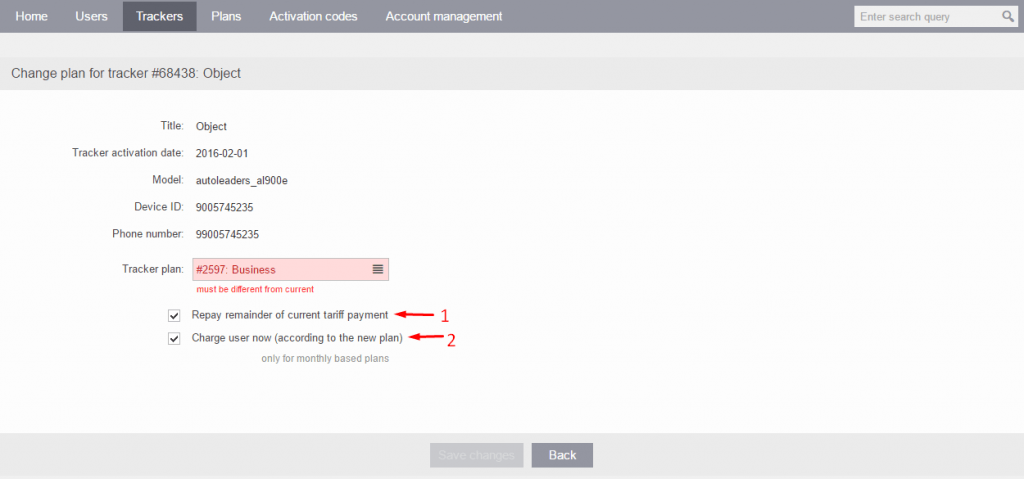 Home Users Trackers Plans Activation codes Account management Enter search query
Change plan for tracker #68438: Object
Title: Object
Tracker activation date: 2016-02-01
Model: autoleaders_al900e
Device ID: 9005745235
Phone number: 99005745235
Tracker plan: #2597: Business
must be different from current
Repay remainder of current tariff payment 1
Charge user now (according to the new plan) 2
only for monthly based plans
Save changes Back